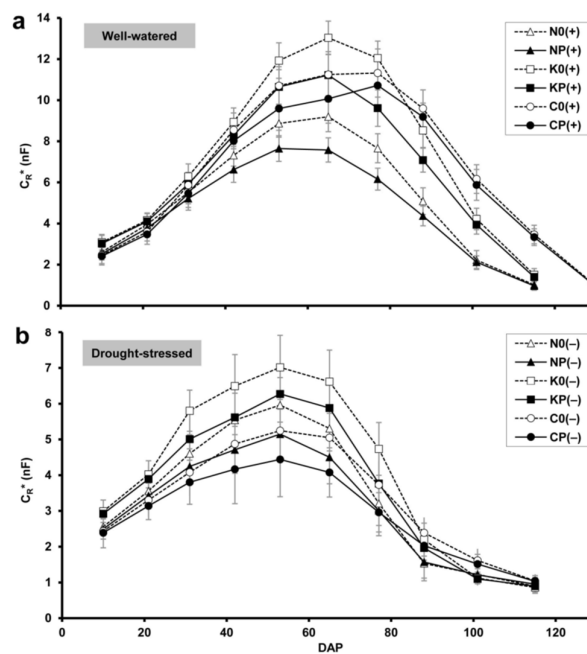 a
Well-watered
14
12
10
8
6
4
2
0
C_R* (nF)
N0(+)
NP(+)
K0(+)
KP(+)
C0(+)
CP(+)
b
Drought-stressed
8
7
6
5
4
3
2
1
0
C_R* (nF)
N0(–)
NP(–)
K0(–)
KP(–)
C0(–)
CP(–)
0 20 40 60 80 100 120
DAP